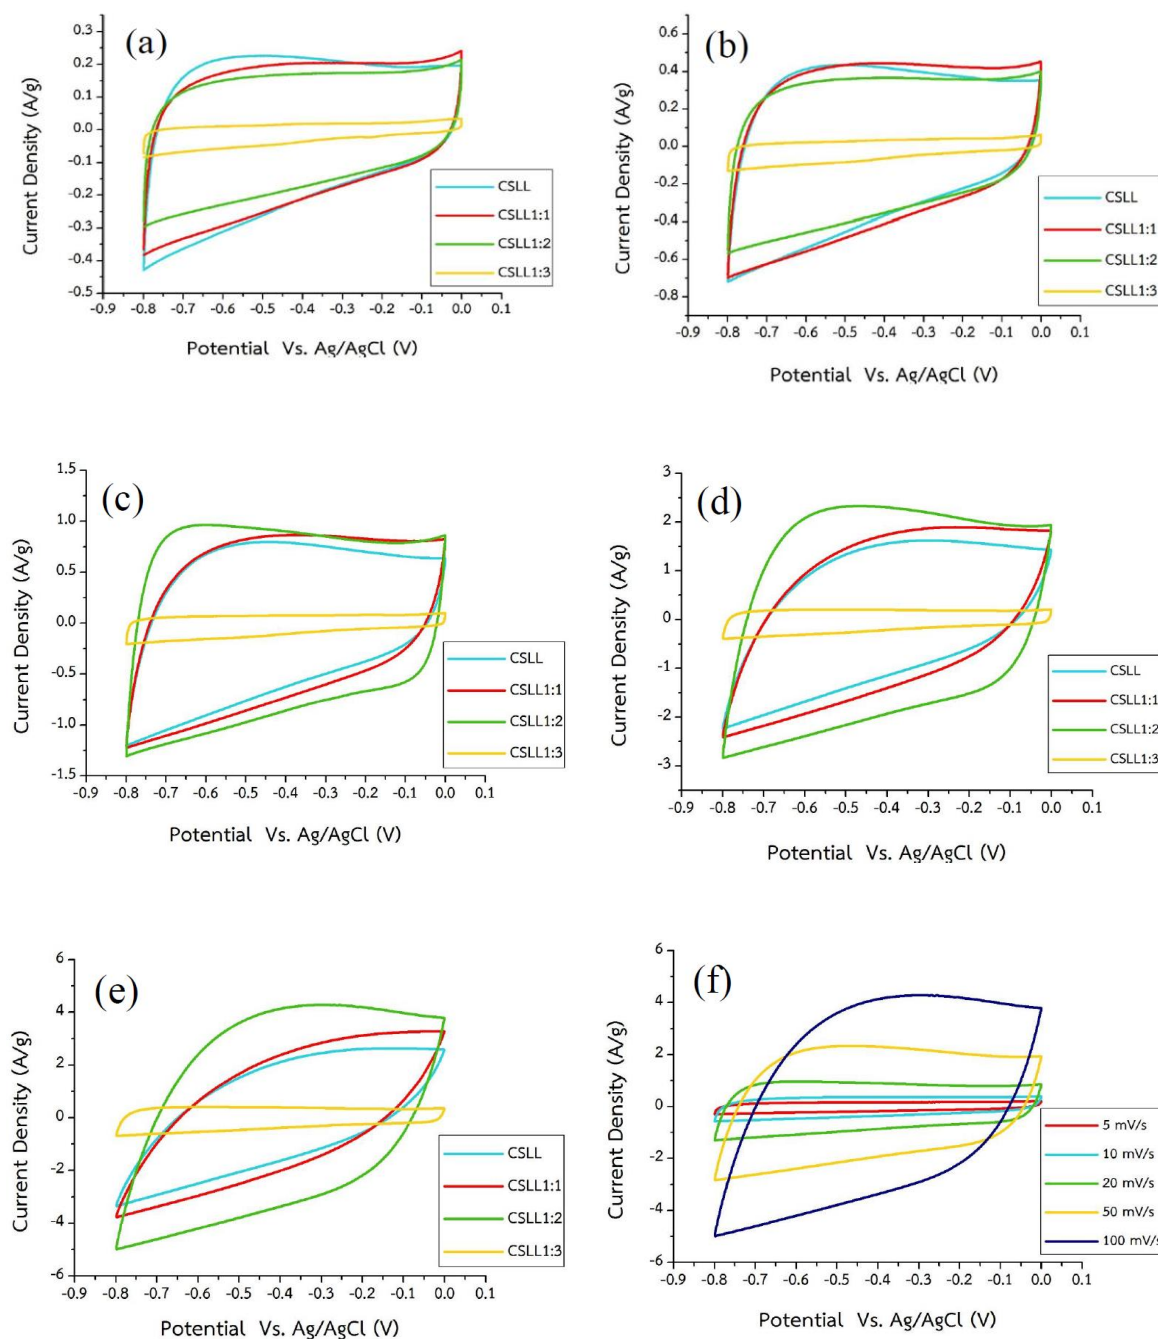 (a)
Current Density (A/g)
0.3
0.2
0.1
0.0
-0.1
-0.2
-0.3
-0.4
-0.5
-0.9 -0.8 -0.7 -0.6 -0.5 -0.4 -0.3 -0.2 -0.1 0.0 0.1
Potential Vs. Ag/AgCl (V)
CSLL
CSLL1:1
CSLL1:2
CSLL1:3
(b)
Current Density (A/g)
0.6
0.4
0.2
0.0
-0.2
-0.4
-0.6
-0.8
-0.9 -0.8 -0.7 -0.6 -0.5 -0.4 -0.3 -0.2 -0.1 0.0 0.1
Potential Vs. Ag/AgCl (V)
CSLL
CSLL1:1
CSLL1:2
CSLL1:3
(c)
Current Density (A/g)
1.5
1.0
0.5
0.0
-0.5
-1.0
-1.5
-0.9 -0.8 -0.7 -0.6 -0.5 -0.4 -0.3 -0.2 -0.1 0.0 0.1
Potential Vs. Ag/AgCl (V)
CSLL
CSLL1:1
CSLL1:2
CSLL1:3
(d)
Current Density (A/g)
3
2
1
0
-1
-2
-3
-0.9 -0.8 -0.7 -0.6 -0.5 -0.4 -0.3 -0.2 -0.1 0.0 0.1
Potential Vs. Ag/AgCl (V)
CSLL
CSLL1:1
CSLL1:2
CSLL1:3
(e)
Current Density (A/g)
6
4
2
0
-2
-4
-6
-0.9 -0.8 -0.7 -0.6 -0.5 -0.4 -0.3 -0.2 -0.1 0.0 0.1
Potential Vs. Ag/AgCl (V)
CSLL
CSLL1:1
CSLL1:2
CSLL1:3
(f)
Current Density (A/g)
6
4
2
0
-2
-4
-6
-0.9 -0.8 -0.7 -0.6 -0.5 -0.4 -0.3 -0.2 -0.1 0.0 0.1
Potential Vs. Ag/AgCl (V)
5 mV/s
10 mV/s
20 mV/s
50 mV/s
100 mV/s